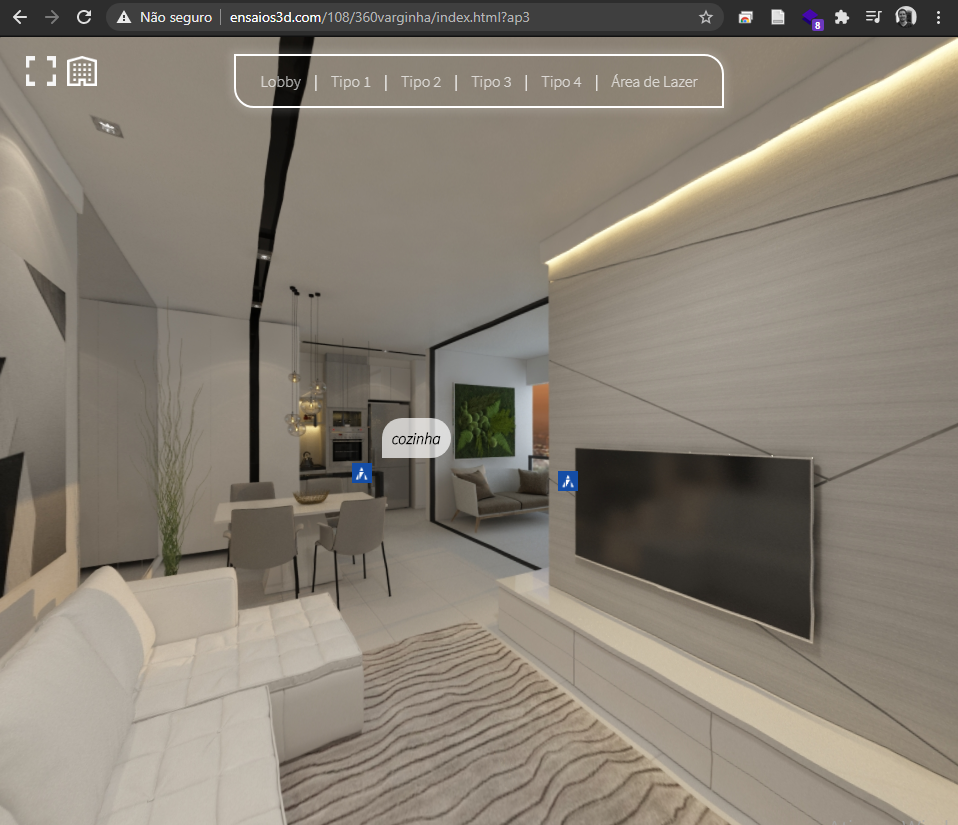 Não seguro
ensaios3d.com/108/360varginha/index.html?ap3
8
Lobby | Tipo 1 | Tipo 2 | Tipo 3 | Tipo 4 | Área de Lazer
cozinha